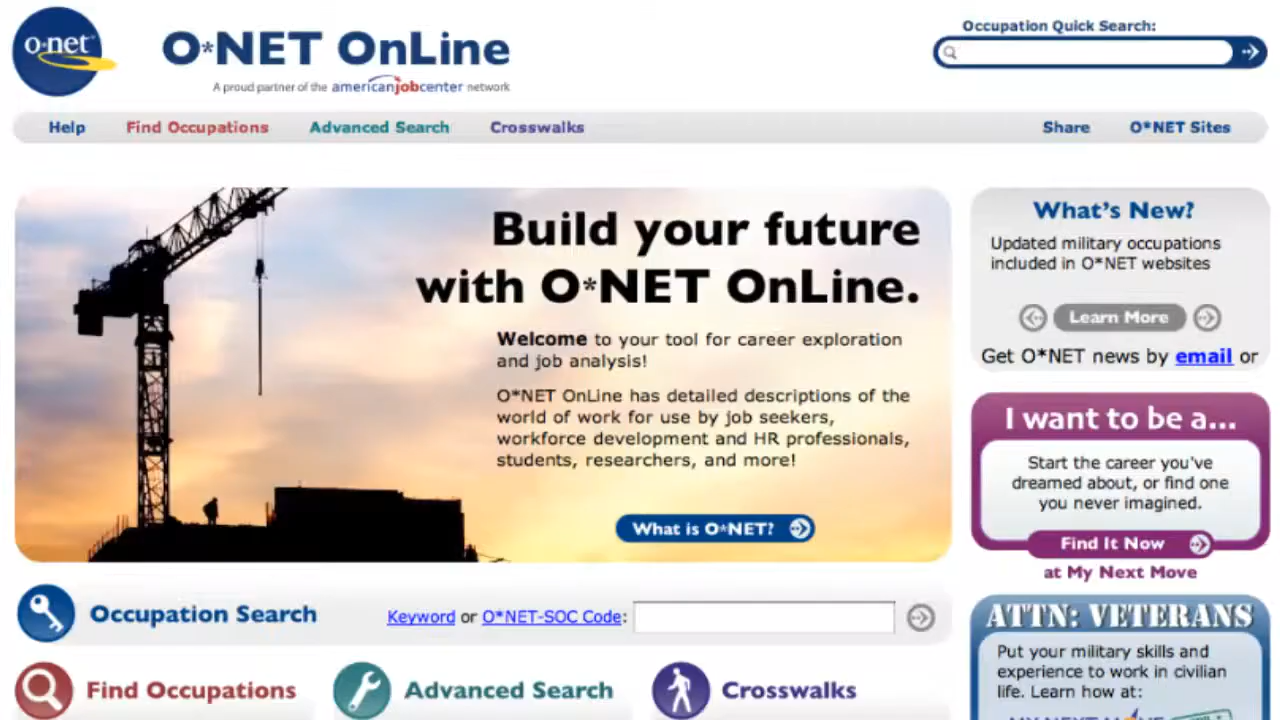 o·net
O*NET OnLine
A proud partner of the americanjobcenter network
Occupation Quick Search:
Help Find Occupations Advanced Search Crosswalks Share O*NET Sites
Build your future
with O*NET OnLine.
Welcome to your tool for career exploration
and job analysis!
O*NET OnLine has detailed descriptions of the
world of work for use by job seekers,
workforce development and HR professionals,
students, researchers, and more!
What is O*NET?
What's New?
Updated military occupations
included in O*NET websites
Learn More
Get O*NET news by email or
I want to be a...
Start the career you've
dreamed about, or find one
you never imagined.
Find It Now
at My Next Move
Occupation Search Keyword or O*NET-SOC Code:
Find Occupations Advanced Search Crosswalks
ATTN: VETERANS
Put your military skills and
experience to work in civilian
life. Learn how at:
MY NEXT MOVE